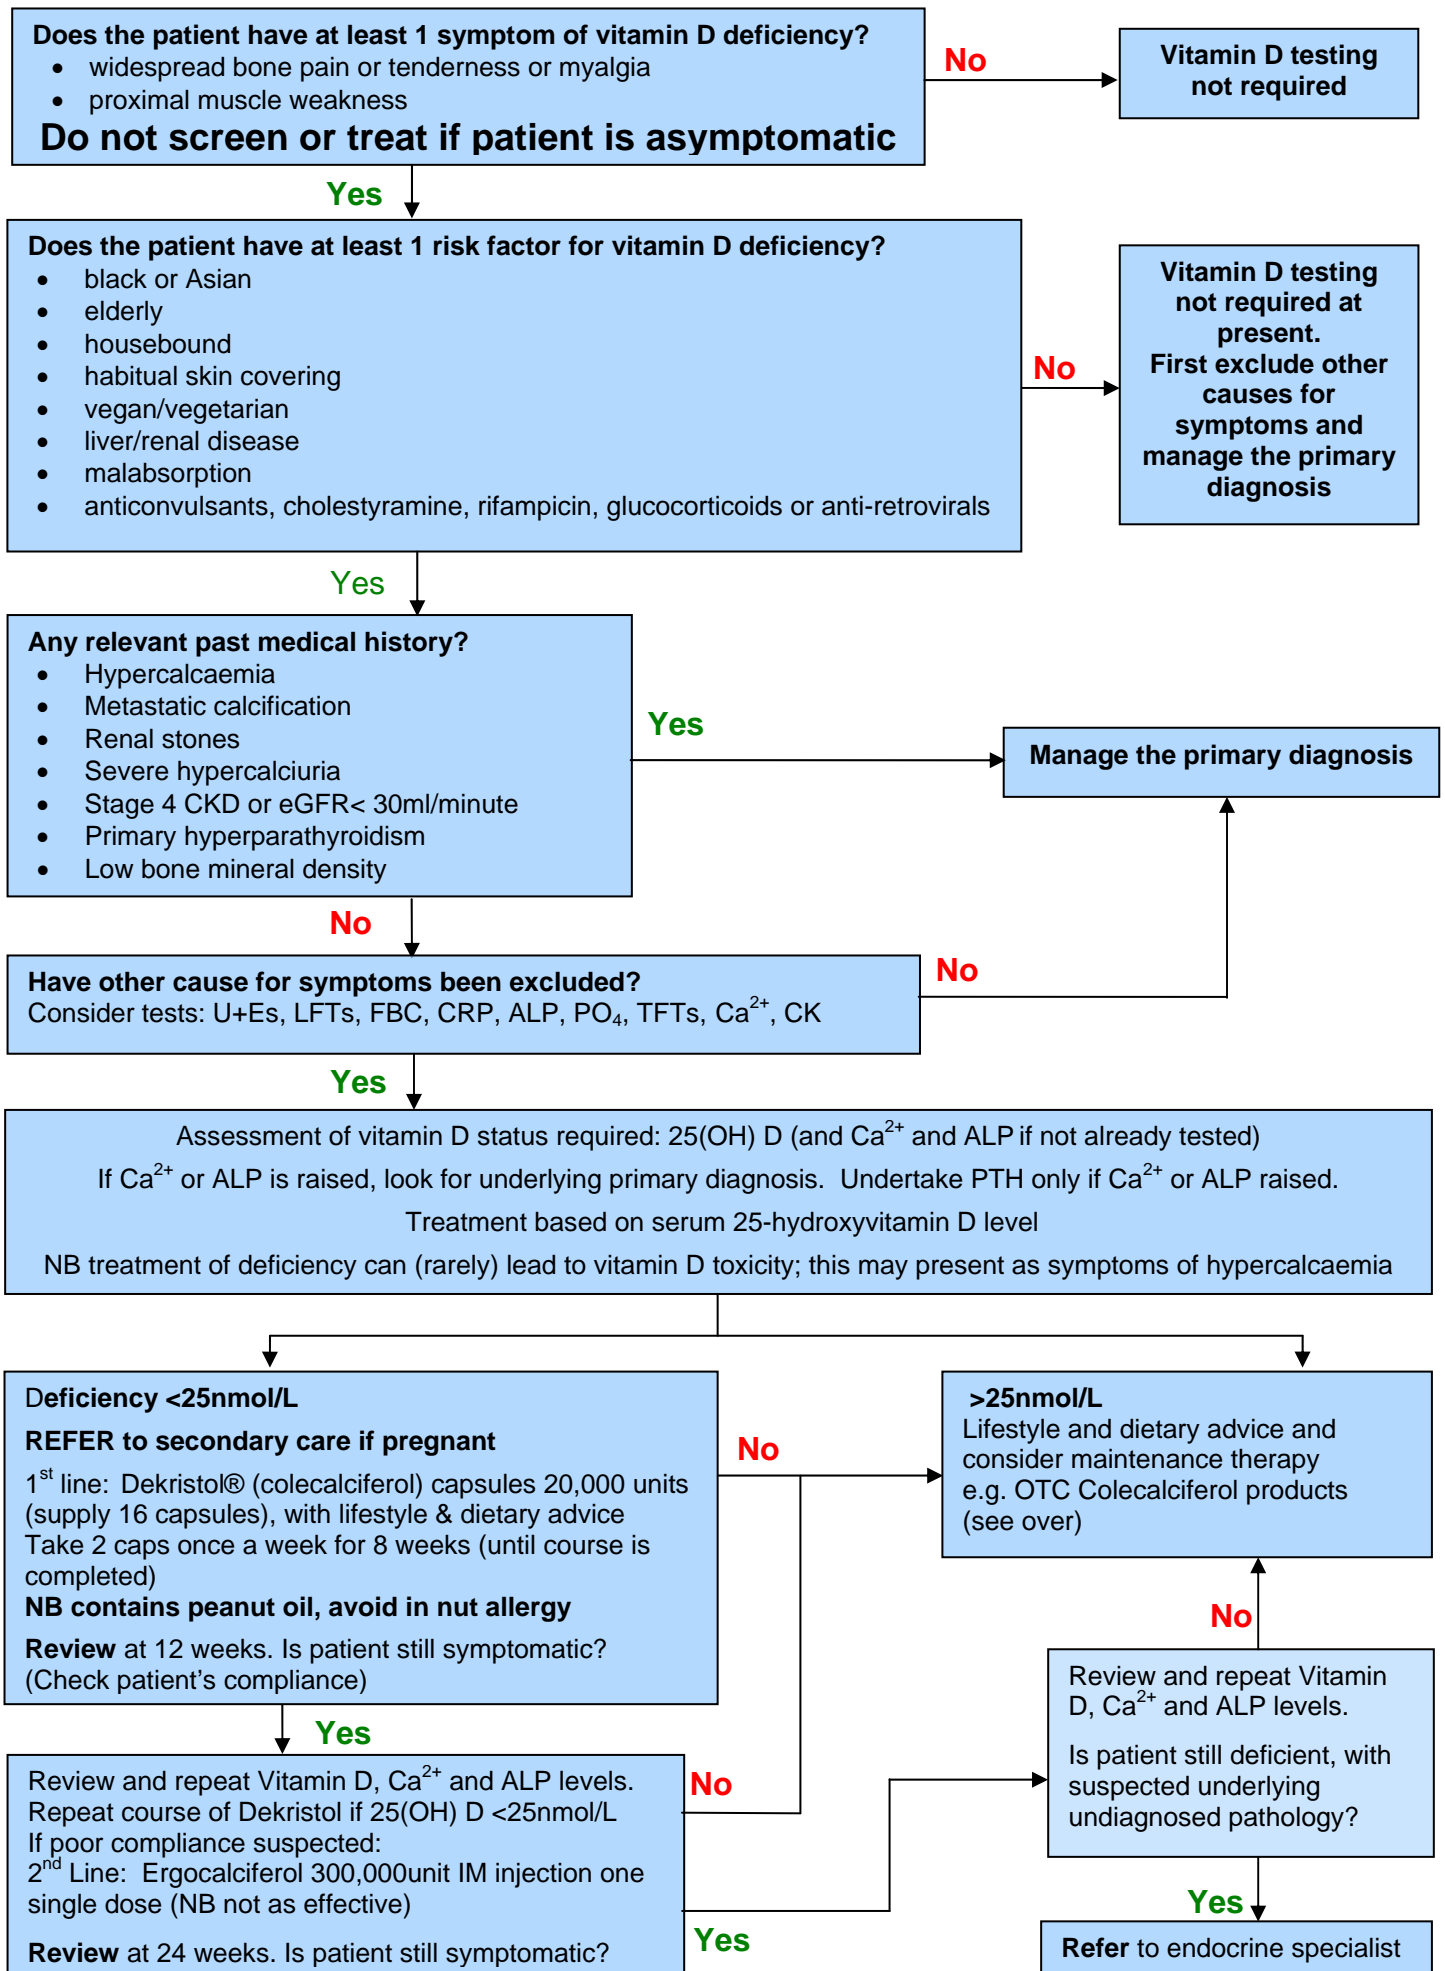 Does the patient have at least 1 symptom of vitamin D deficiency?
• widespread bone pain or tenderness or myalgia
• proximal muscle weakness
Do not screen or treat if patient is asymptomatic
No
Vitamin D testing
not required
Yes
Does the patient have at least 1 risk factor for vitamin D deficiency?
• black or Asian
• elderly
• housebound
• habitual skin covering
• vegan/vegetarian
• liver/renal disease
• malabsorption
• anticonvulsants, cholestyramine, rifampicin, glucocorticoids or anti-retrovirals
No
Vitamin D testing
not required at
present.
First exclude other
causes for
symptoms and
manage the primary
diagnosis
Yes
Any relevant past medical history?
• Hypercalcaemia
• Metastatic calcification
• Renal stones
• Severe hypercalciuria
• Stage 4 CKD or eGFR< 30ml/minute
• Primary hyperparathyroidism
• Low bone mineral density
Yes
Manage the primary diagnosis
No
Have other cause for symptoms been excluded?
Consider tests: U+Es, LFTs, FBC, CRP, ALP, PO₄, TFTs, Ca²⁺, CK
No
Yes
Assessment of vitamin D status required: 25(OH) D (and Ca²⁺ and ALP if not already tested)
If Ca²⁺ or ALP is raised, look for underlying primary diagnosis. Undertake PTH only if Ca²⁺ or ALP raised.
Treatment based on serum 25-hydroxyvitamin D level
NB treatment of deficiency can (rarely) lead to vitamin D toxicity; this may present as symptoms of hypercalcaemia
Deficiency <25nmol/L
REFER to secondary care if pregnant
1ˢᵗ line: Dekristol® (colecalciferol) capsules 20,000 units
(supply 16 capsules), with lifestyle & dietary advice
Take 2 caps once a week for 8 weeks (until course is
completed)
NB contains peanut oil, avoid in nut allergy
Review at 12 weeks. Is patient still symptomatic?
(Check patient's compliance)
No
>25nmol/L
Lifestyle and dietary advice and
consider maintenance therapy
e.g. OTC Colecalciferol products
(see over)
No
Yes
Review and repeat Vitamin D, Ca²⁺ and ALP levels.
Repeat course of Dekristol if 25(OH) D <25nmol/L
If poor compliance suspected:
2ⁿᵈ Line: Ergocalciferol 300,000unit IM injection one
single dose (NB not as effective)
Review at 24 weeks. Is patient still symptomatic?
No
Yes
Review and repeat Vitamin
D, Ca²⁺ and ALP levels.
Is patient still deficient, with
suspected underlying
undiagnosed pathology?
Yes
Refer to endocrine specialist